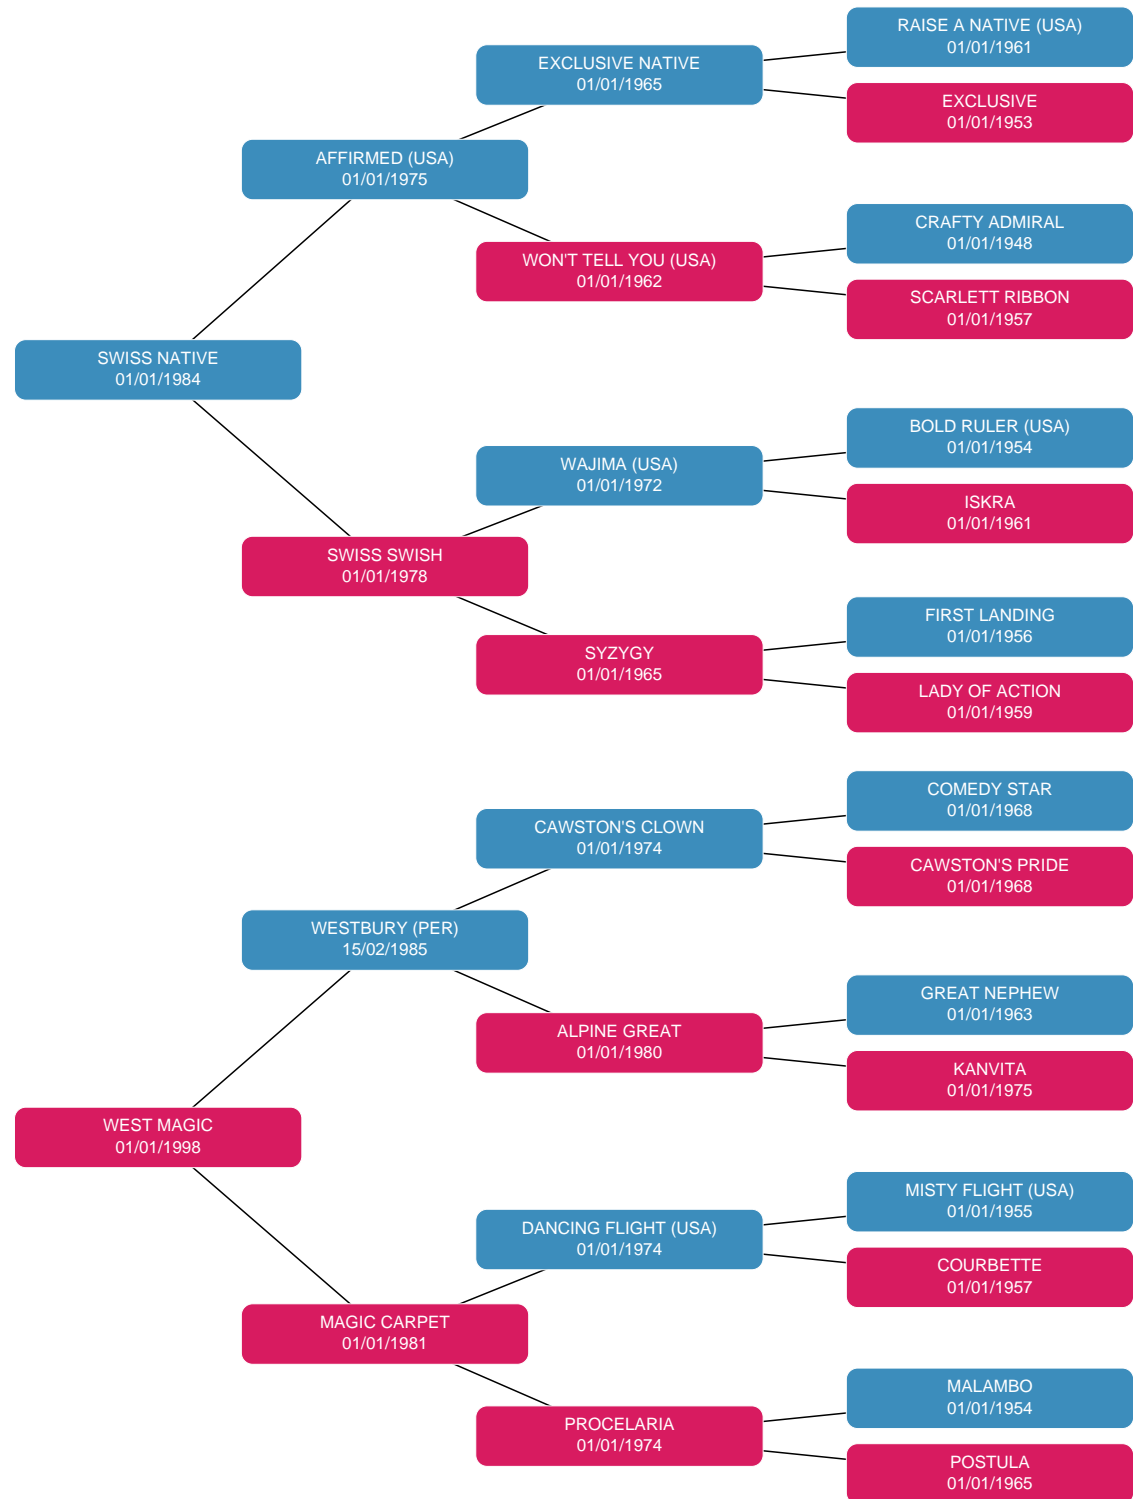 RAISE A NATIVE (USA)
01/01/1961
EXCLUSIVE NATIVE
01/01/1965
EXCLUSIVE
01/01/1953
AFFIRMED (USA)
01/01/1975
CRAFTY ADMIRAL
01/01/1948
WON'T TELL YOU (USA)
01/01/1962
SCARLETT RIBBON
01/01/1957
SWISS NATIVE
01/01/1984
BOLD RULER (USA)
01/01/1954
WAJIMA (USA)
01/01/1972
ISKRA
01/01/1961
SWISS SWISH
01/01/1978
FIRST LANDING
01/01/1956
SYZYGY
01/01/1965
LADY OF ACTION
01/01/1959
COMEDY STAR
01/01/1968
CAWSTON'S CLOWN
01/01/1974
CAWSTON'S PRIDE
01/01/1968
WESTBURY (PER)
15/02/1985
GREAT NEPHEW
01/01/1963
ALPINE GREAT
01/01/1980
KANVITA
01/01/1975
WEST MAGIC
01/01/1998
MISTY FLIGHT (USA)
01/01/1955
DANCING FLIGHT (USA)
01/01/1974
COURBETTE
01/01/1957
MAGIC CARPET
01/01/1981
MALAMBO
01/01/1954
PROCELARIA
01/01/1974
POSTULA
01/01/1965